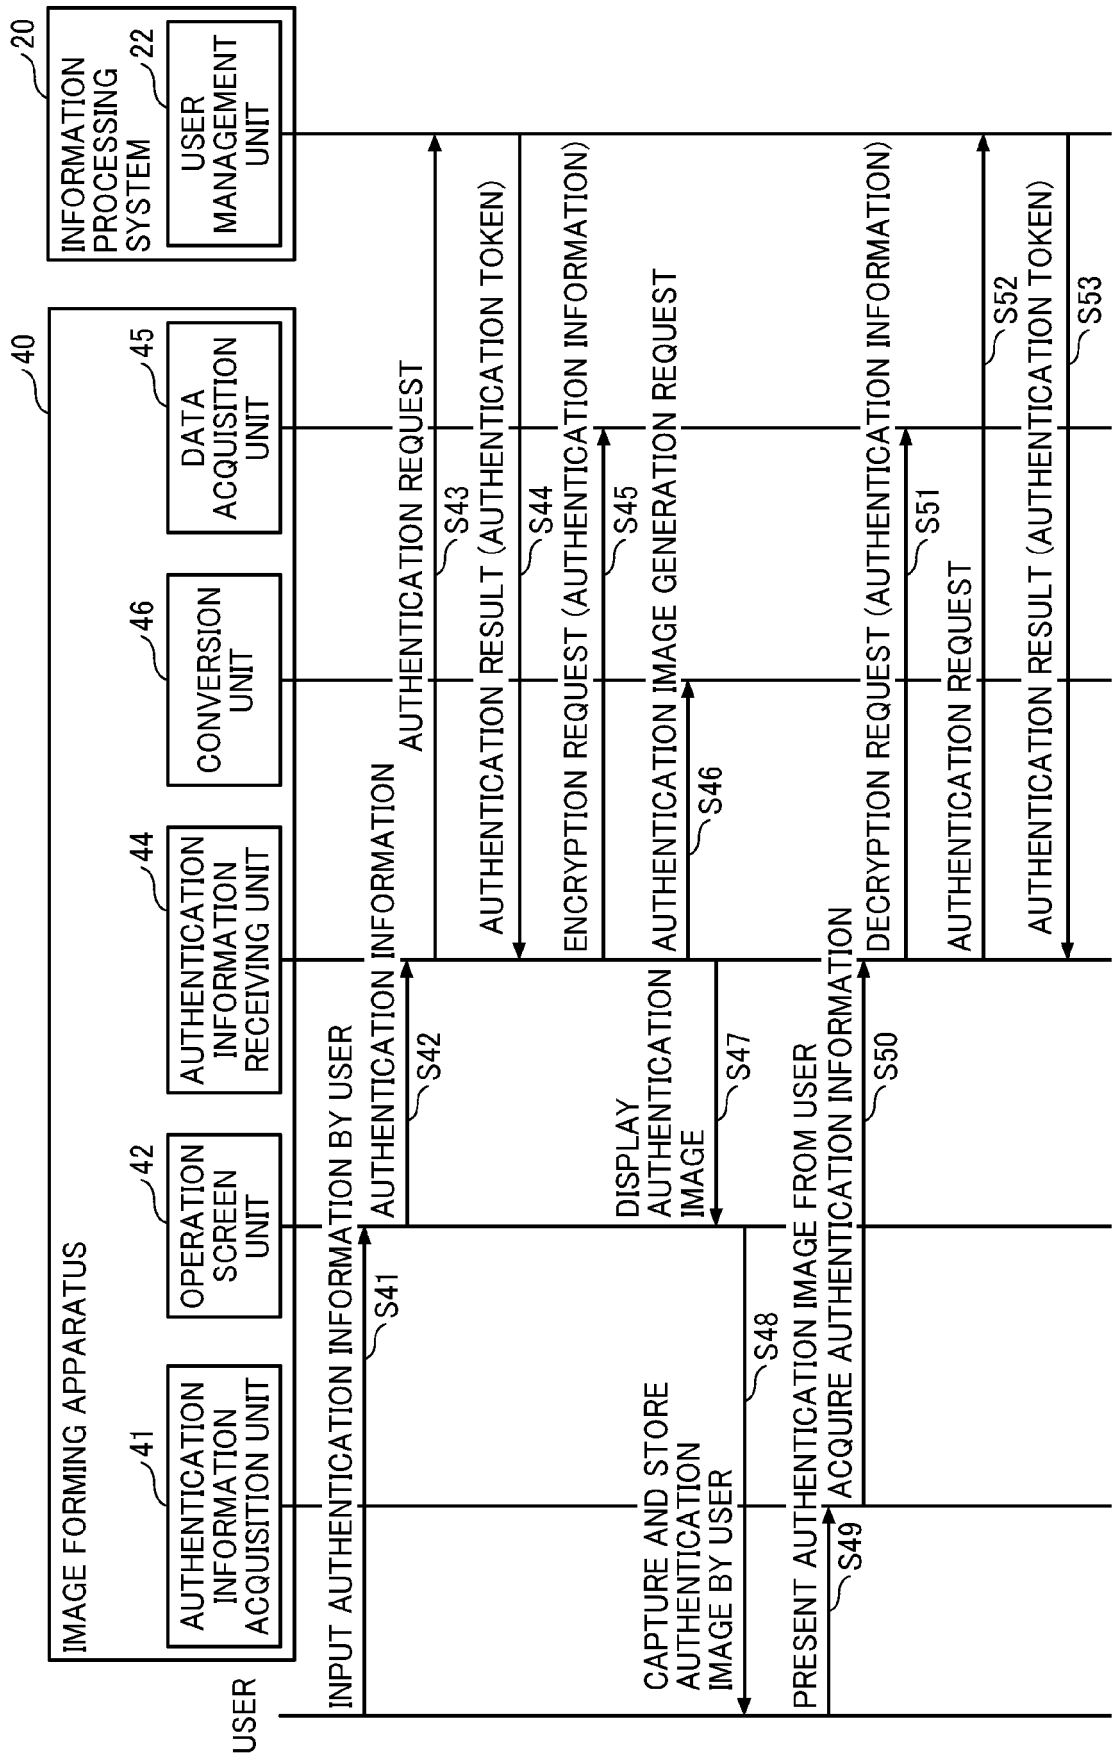 IMAGE FORMING APPARATUS
40
INFORMATION
PROCESSING
SYSTEM
20
USER
AUTHENTICATION
INFORMATION
ACQUISITION UNIT
41
OPERATION
SCREEN
UNIT
42
AUTHENTICATION
INFORMATION
RECEIVING UNIT
44
CONVERSION
UNIT
46
DATA
ACQUISITION
UNIT
45
USER
MANAGEMENT
UNIT
22
INPUT AUTHENTICATION INFORMATION BY USER
S41
AUTHENTICATION INFORMATION
S42
AUTHENTICATION REQUEST
S43
AUTHENTICATION RESULT (AUTHENTICATION TOKEN)
S44
ENCRYPTION REQUEST (AUTHENTICATION INFORMATION)
S45
AUTHENTICATION IMAGE GENERATION REQUEST
S46
DISPLAY
AUTHENTICATION
IMAGE
S47
CAPTURE AND STORE
AUTHENTICATION
IMAGE BY USER
S48
PRESENT AUTHENTICATION IMAGE FROM USER
S49
ACQUIRE AUTHENTICATION INFORMATION
S50
DECRYPTION REQUEST (AUTHENTICATION INFORMATION)
S51
AUTHENTICATION REQUEST
S52
AUTHENTICATION RESULT (AUTHENTICATION TOKEN)
S53